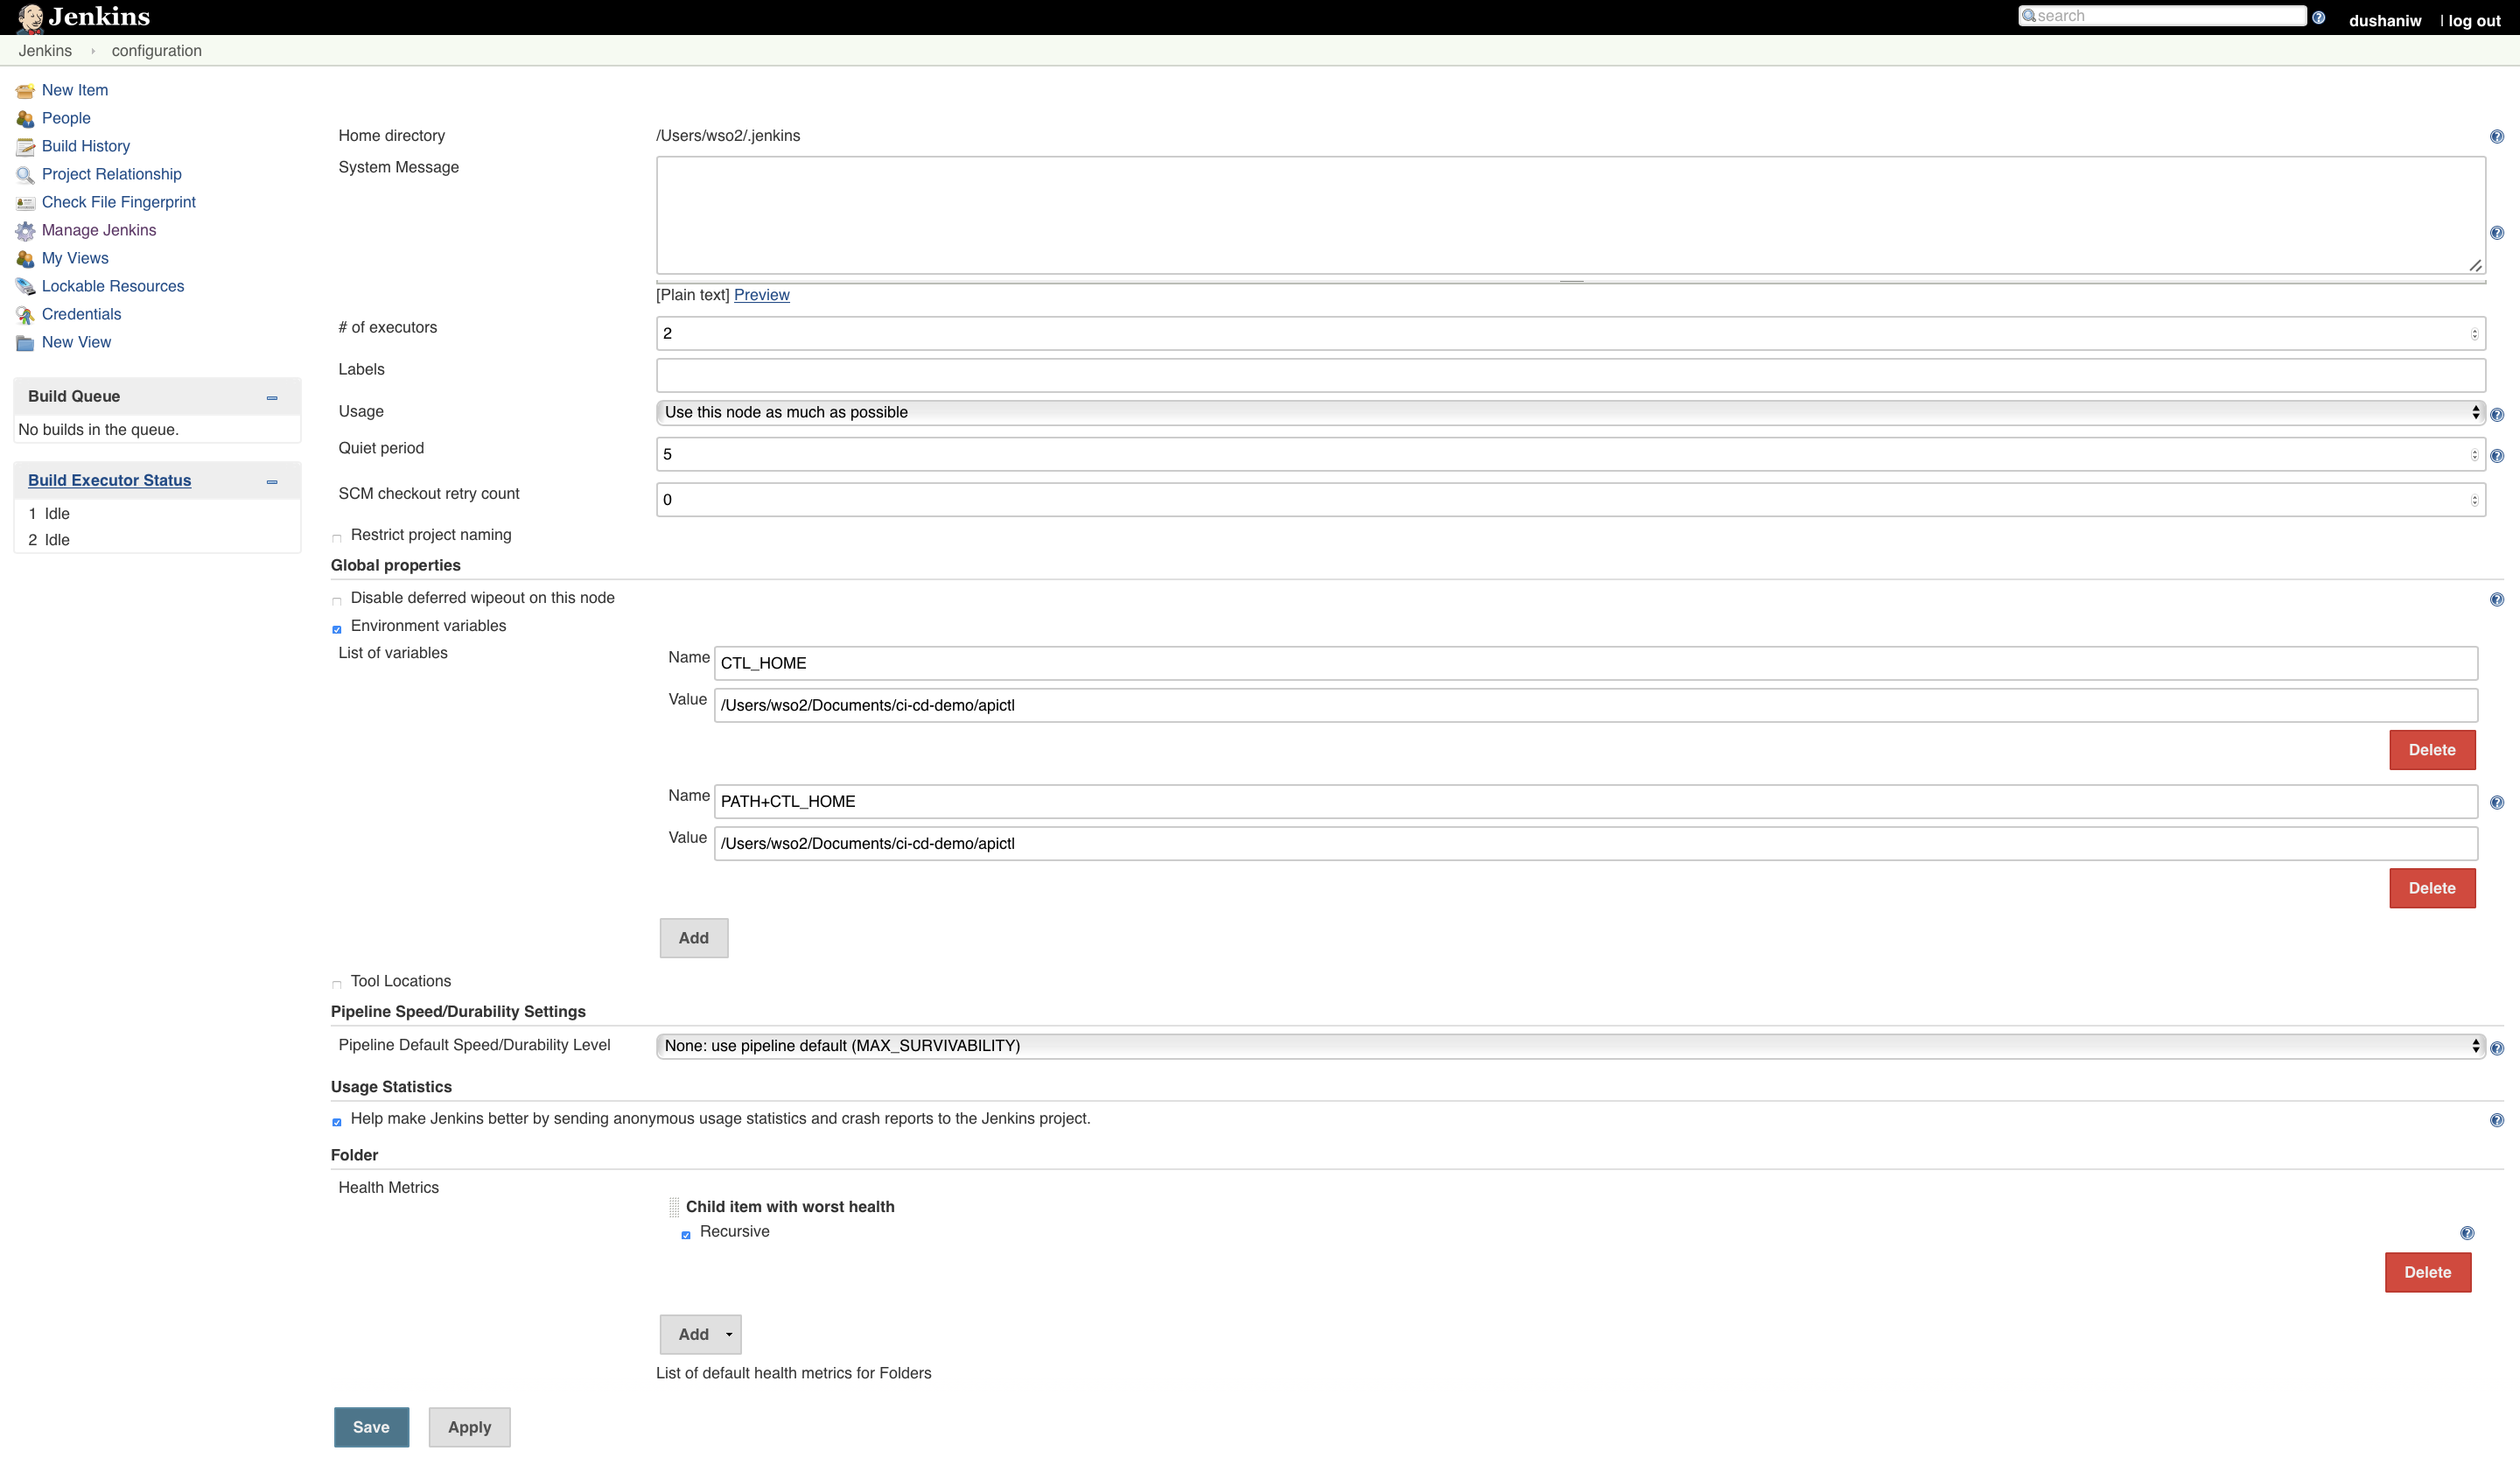 Jenkins
search
dushaniw
| log out
Jenkins
configuration
New Item
People
Build History
Project Relationship
Check File Fingerprint
Manage Jenkins
My Views
Lockable Resources
Credentials
New View
Build Queue
No builds in the queue.
Build Executor Status
1 Idle
2 Idle
Home directory
/Users/wso2/.jenkins
System Message
[Plain text] Preview
# of executors
2
Labels
Usage
Use this node as much as possible
Quiet period
5
SCM checkout retry count
0
Restrict project naming
Global properties
Disable deferred wipeout on this node
Environment variables
List of variables
Name
CTL_HOME
Value
/Users/wso2/Documents/ci-cd-demo/apictl
Delete
Name
PATH+CTL_HOME
Value
/Users/wso2/Documents/ci-cd-demo/apictl
Delete
Add
Tool Locations
Pipeline Speed/Durability Settings
Pipeline Default Speed/Durability Level
None: use pipeline default (MAX_SURVIVABILITY)
Usage Statistics
Help make Jenkins better by sending anonymous usage statistics and crash reports to the Jenkins project.
Folder
Health Metrics
Child item with worst health
Recursive
Delete
Add
List of default health metrics for Folders
Save
Apply